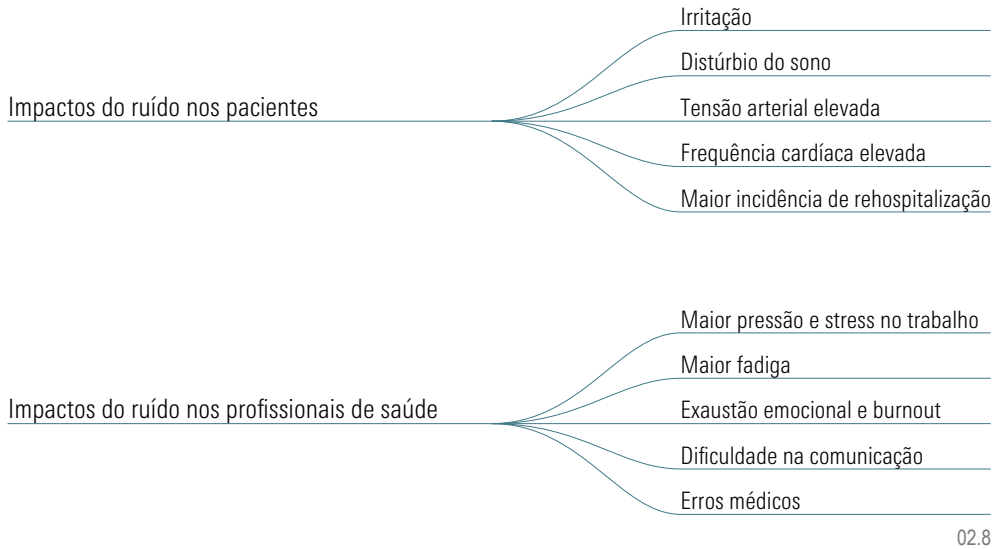 Impactos do ruído nos pacientes
Irritação
Distúrbio do sono
Tensão arterial elevada
Frequência cardíaca elevada
Maior incidência de rehospitalização
Impactos do ruído nos profissionais de saúde
Maior pressão e stress no trabalho
Maior fadiga
Exaustão emocional e burnout
Dificuldade na comunicação
Erros médicos
02.8